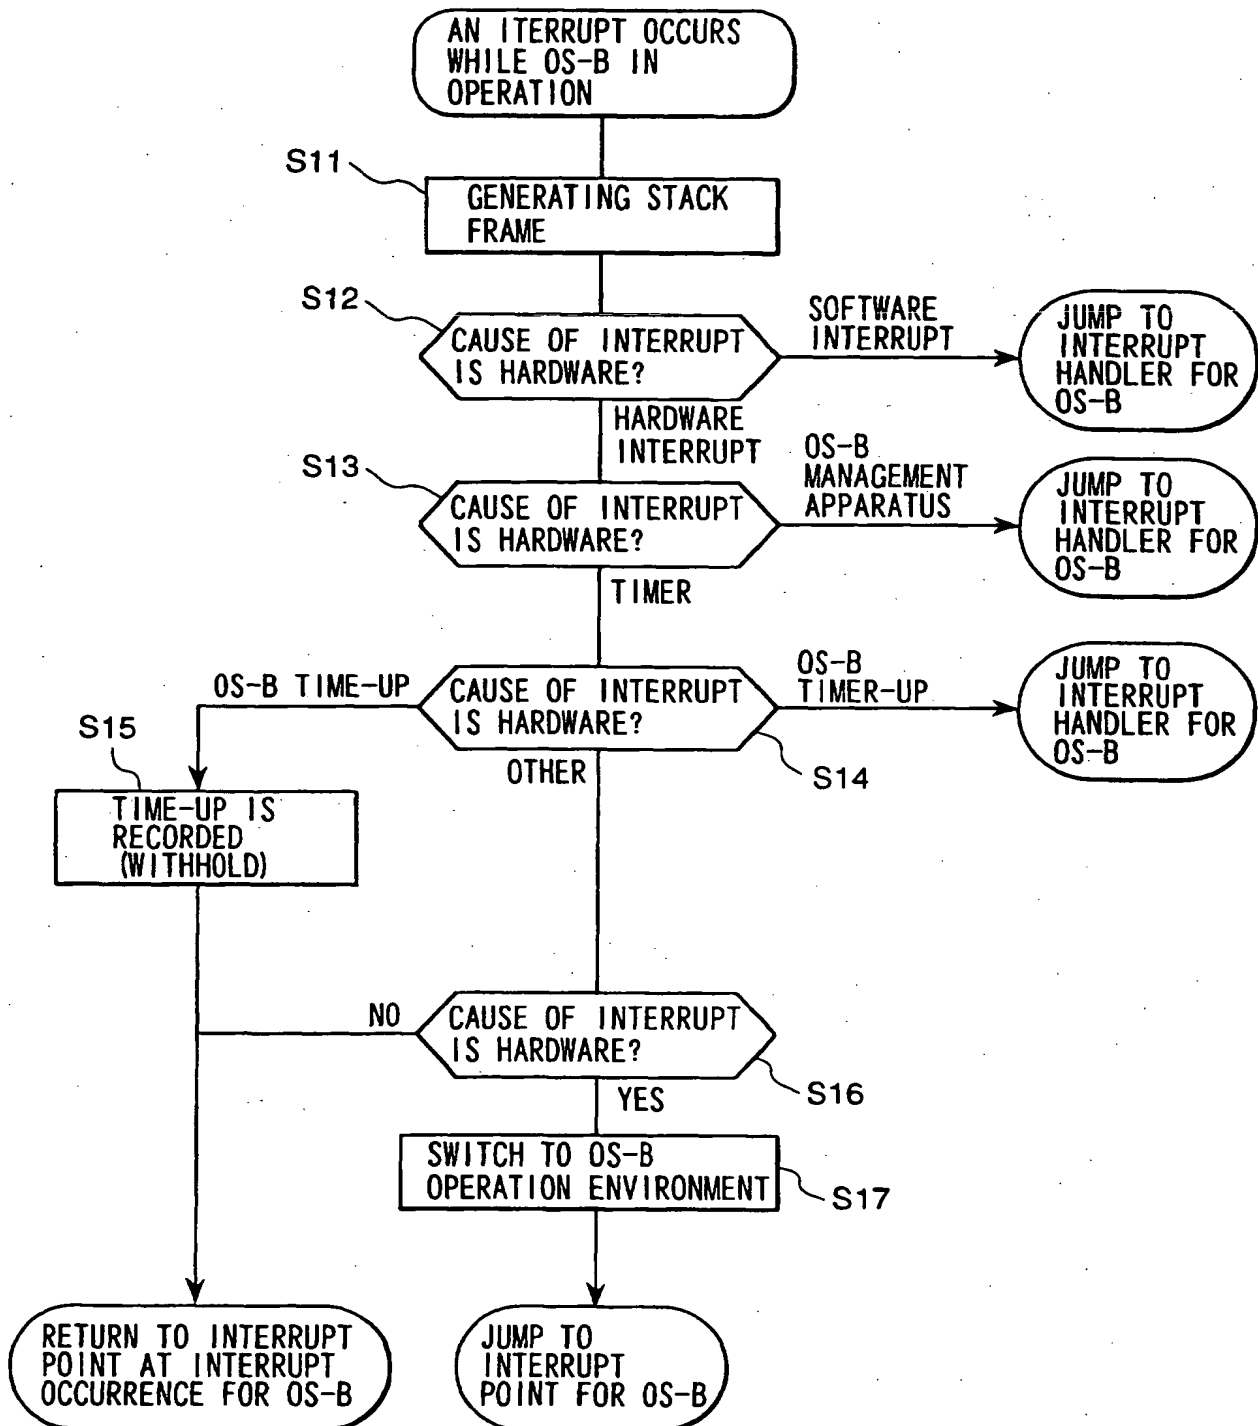 AN ITERRUPT OCCURS
WHILE OS-B IN
OPERATION
S11
GENERATING STACK
FRAME
S12
CAUSE OF INTERRUPT
IS HARDWARE?
SOFTWARE
INTERRUPT
JUMP TO
INTERRUPT
HANDLER FOR
OS-B
HARDWARE
INTERRUPT
S13
CAUSE OF INTERRUPT
IS HARDWARE?
OS-B
MANAGEMENT
APPARATUS
JUMP TO
INTERRUPT
HANDLER FOR
OS-B
TIMER
OS-B TIME-UP
CAUSE OF INTERRUPT
IS HARDWARE?
OS-B
TIMER-UP
JUMP TO
INTERRUPT
HANDLER FOR
OS-B
S14
S15
OTHER
TIME-UP IS
RECORDED
(WITHHOLD)
NO
CAUSE OF INTERRUPT
IS HARDWARE?
S16
YES
SWITCH TO OS-B
OPERATION ENVIRONMENT
S17
RETURN TO INTERRUPT
POINT AT INTERRUPT
OCCURRENCE FOR OS-B
JUMP TO
INTERRUPT
POINT FOR OS-B